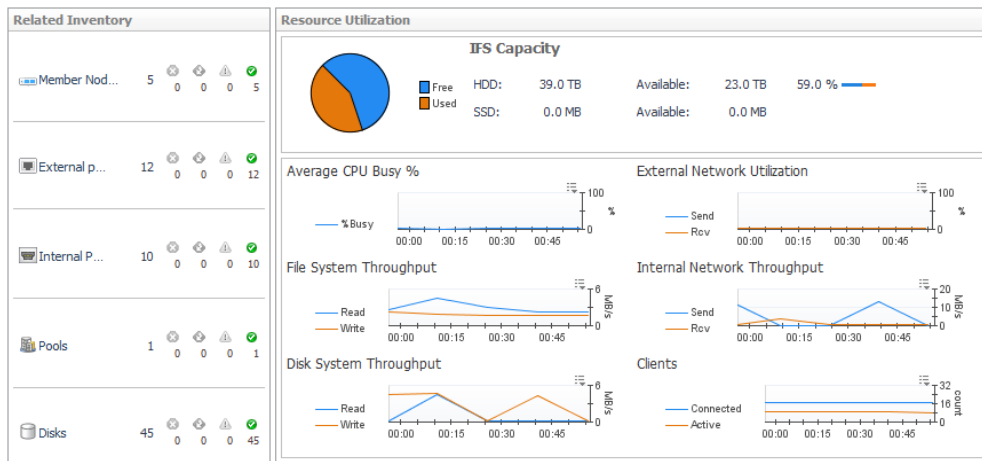 Related Inventory
Member Nod... 5 0 0 0 5
External p... 12 0 0 0 12
Internal P... 10 0 0 0 10
Pools 1 0 0 0 1
Disks 45 0 0 0 45
Resource Utilization
IFS Capacity
Free
Used
HDD: 39.0 TB Available: 23.0 TB 59.0 %
SSD: 0.0 MB Available: 0.0 MB
Average CPU Busy %
%Busy
100
0
%
00:00 00:15 00:30 00:45
External Network Utilization
Send
Rcv
100
0
%
00:00 00:15 00:30 00:45
File System Throughput
Read
Write
6
0
MB/s
00:00 00:15 00:30 00:45
Internal Network Throughput
Send
Rcv
20
10
0
MB/s
00:00 00:15 00:30 00:45
Disk System Throughput
Read
Write
6
0
MB/s
00:00 00:15 00:30 00:45
Clients
Connected
Active
32
16
0
count
00:00 00:15 00:30 00:45